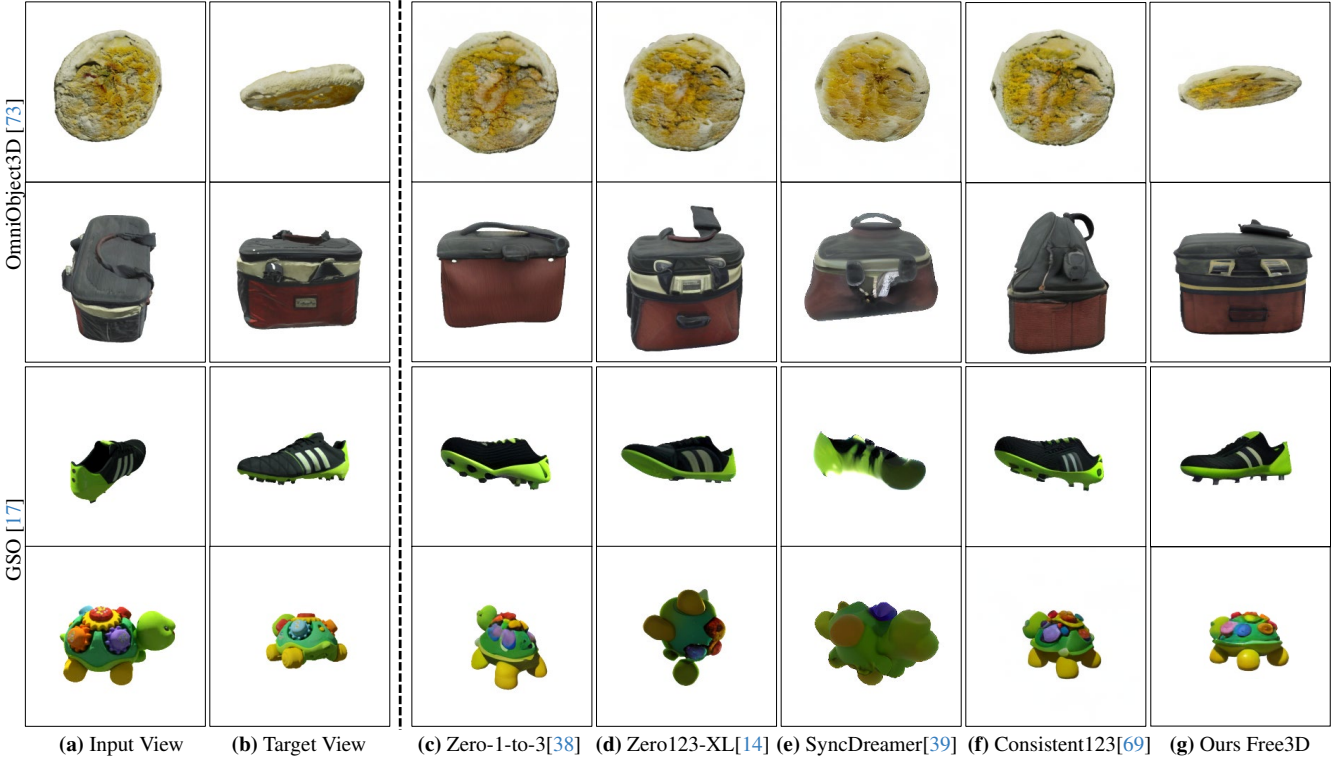 OmniObject3D [73]
GSO [17]
(a) Input View
(b) Target View
(c) Zero-1-to-3[38]
(d) Zero123-XL[14]
(e) SyncDreamer[39]
(f) Consistent123[69]
(g) Ours Free3D